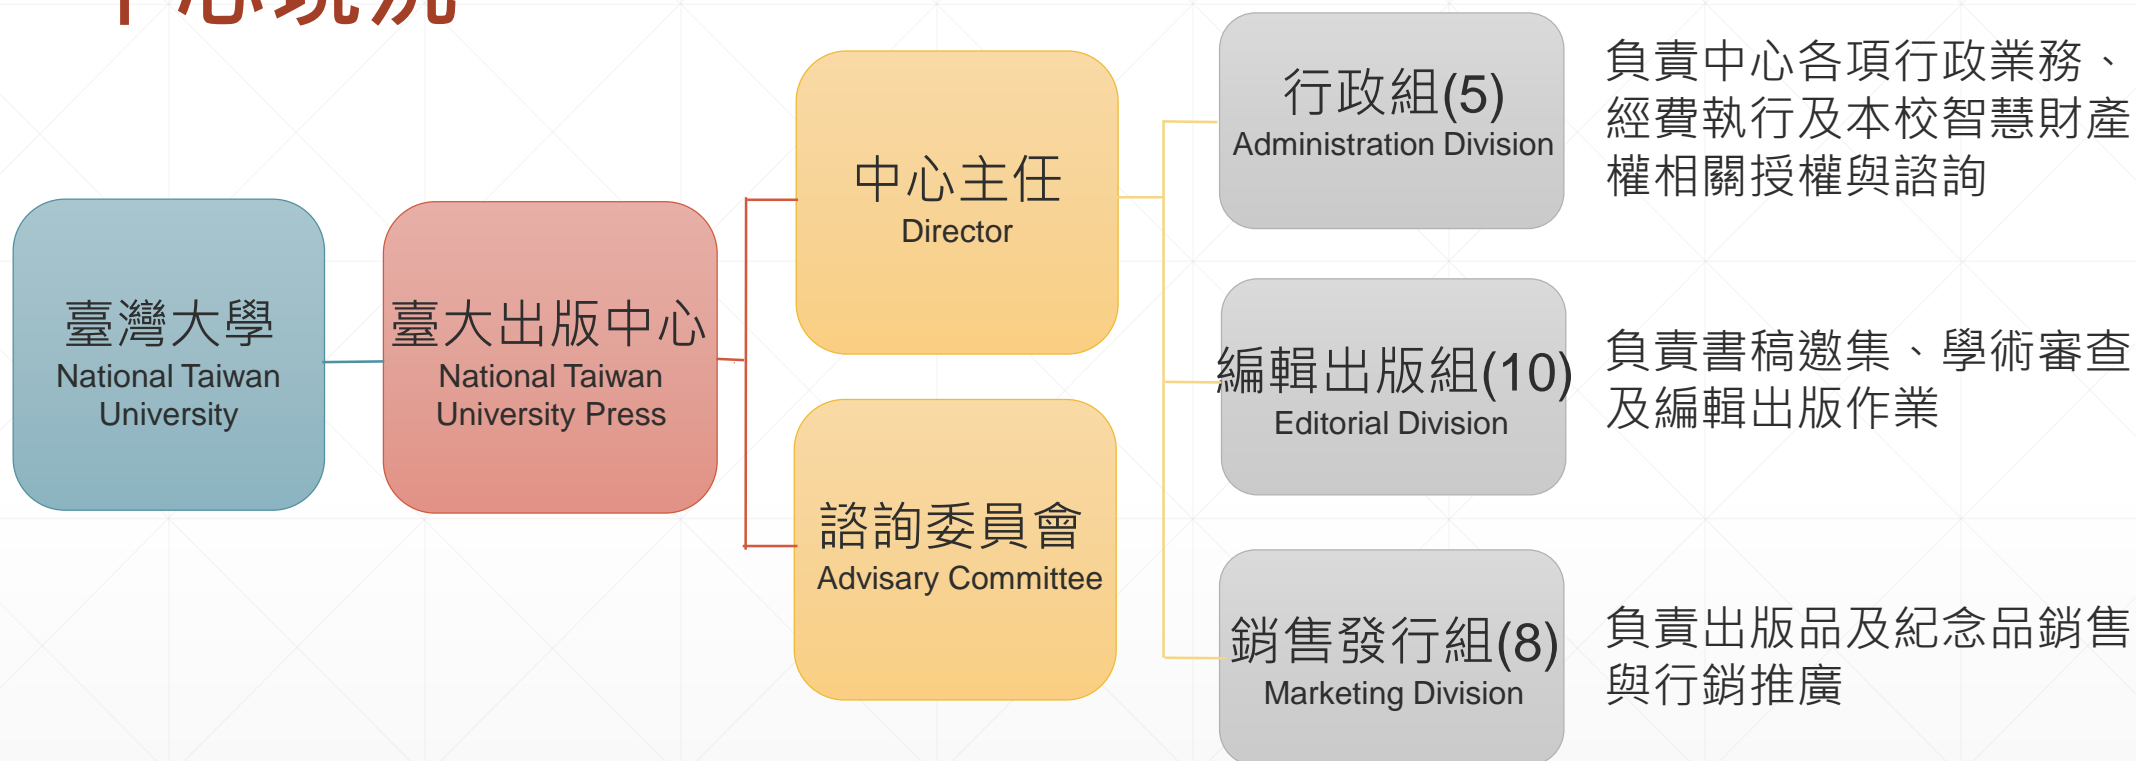 中心現況
臺灣大學
National Taiwan
University
臺大出版中心
National Taiwan
University Press
中心主任
Director
諮詢委員會
Advisary Committee
行政組(5)
Administration Division
負責中心各項行政業務、
經費執行及本校智慧財產
權相關授權與諮詢
編輯出版組(10)
Editorial Division
負責書稿邀集、學術審查
及編輯出版作業
銷售發行組(8)
Marketing Division
負責出版品及紀念品銷售
與行銷推廣